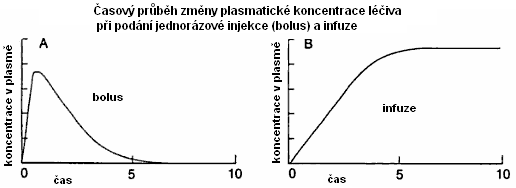 Časový průběh změny plasmatické koncentrace léčiva
při podání jednorázové injekce (bolus) a infuze
A
koncentrace v plasmě
bolus
0
5
10
čas
B
koncentrace v plasmě
infuze
0
5
10
čas